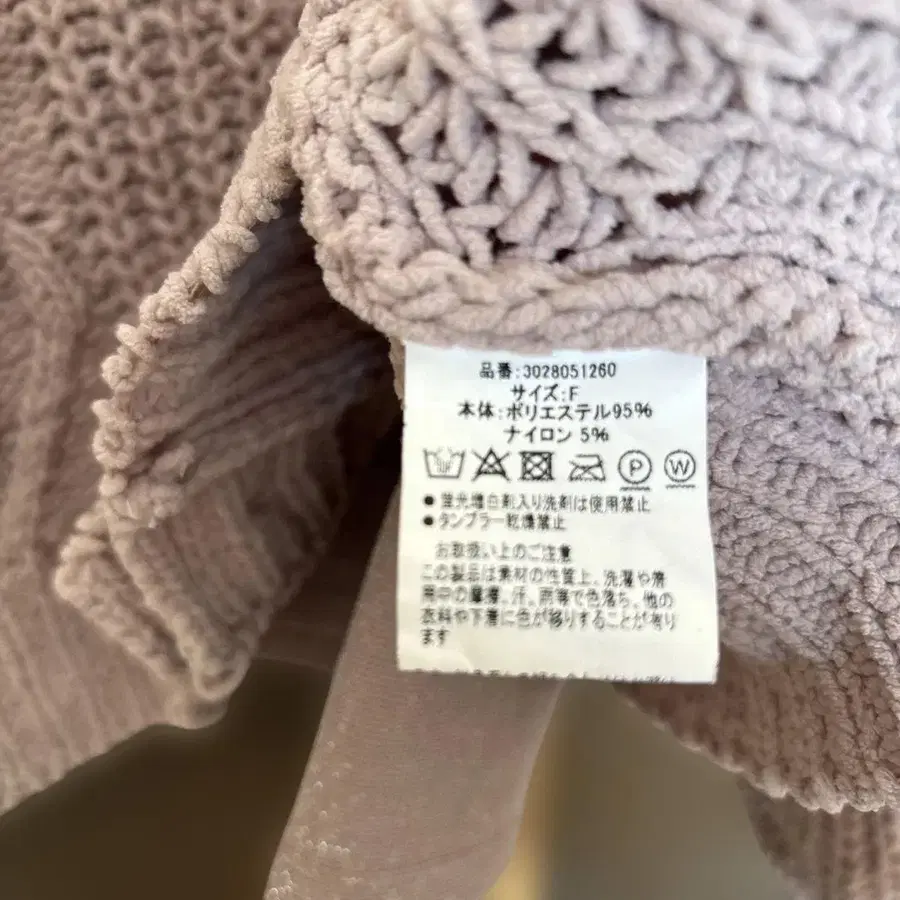 品番:3028051260
サイズ:F
本体:ポリエステル95%
ナイロン 5%
P W
●蛍光増白剤入り洗剤は使用禁止
●タンブラー乾燥禁止
お取扱い上のご注意
この製品は素材の性質上、洗濯や着
用中の摩擦、汗、雨等で色落ち、他の
衣料や下着に色が移りすることが有り
ます